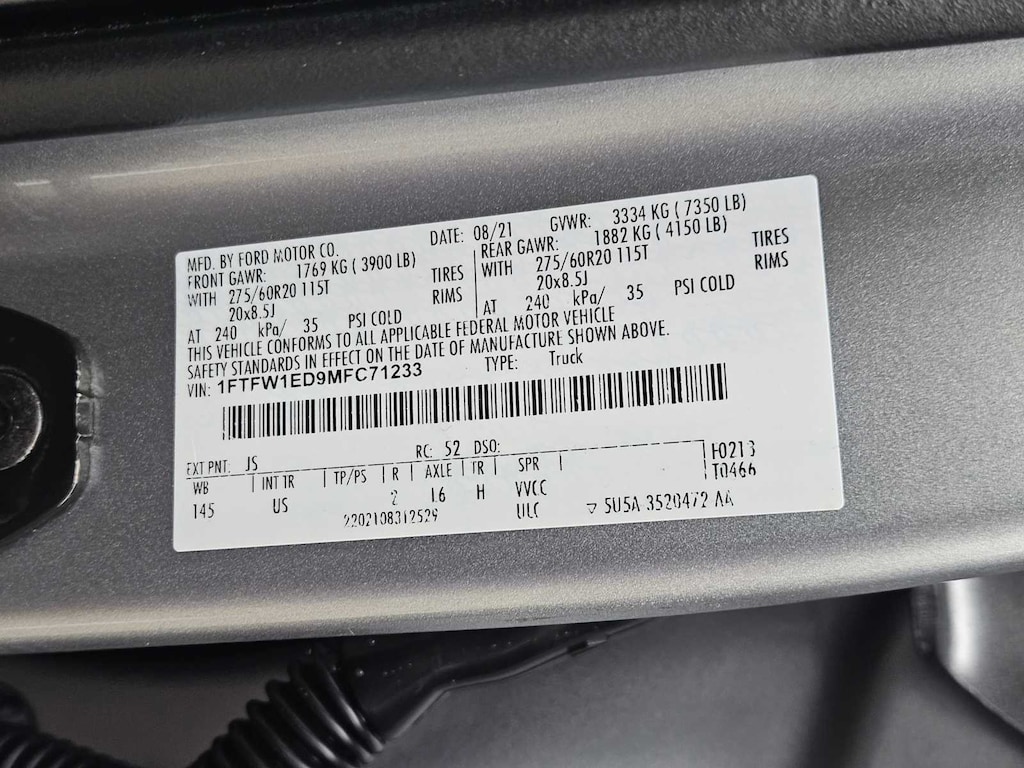 MFD. BY FORD MOTOR CO. DATE: 08/21 GVWR: 3334 KG ( 7350 LB)
FRONT GAWR: 1769 KG ( 3900 LB) REAR GAWR: 1882 KG ( 4150 LB)
WITH 275/60R20 115T TIRES WITH 275/60R20 115T TIRES
20x8.5J RIMS 20x8.5J RIMS
AT 240 kPa/ 35 PSI COLD AT 240 kPa/ 35 PSI COLD
THIS VEHICLE CONFORMS TO ALL APPLICABLE FEDERAL MOTOR VEHICLE
SAFETY STANDARDS IN EFFECT ON THE DATE OF MANUFACTURE SHOWN ABOVE.
VIN: 1FTFW1ED9MFC71233 TYPE: Truck
EXT PNT: JS RC: 52 DSO: H0213
WB INT TR TP/PS R AXLE TR SPR T0466
145 US 2 L6 H VVCC
2202108312529 ULC ▽ 5U5A 3520472 AA